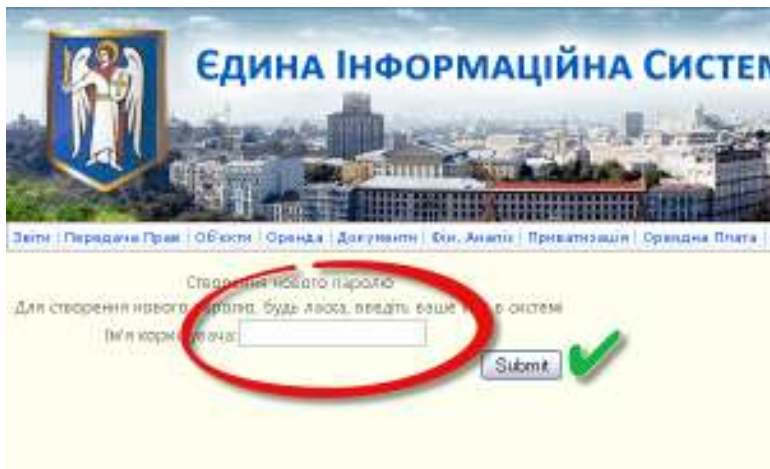 Єдина Інформаційна Систем
Звіти | Передача Прав | Об'єкти | Оренда | Документи | Фін. Аналіз | Приватизація | Орендна Плата |
Створення нового паролю
Для створення нового паролю, будь ласка, введіть ваше в системі
Ім'я користувача:
Submit